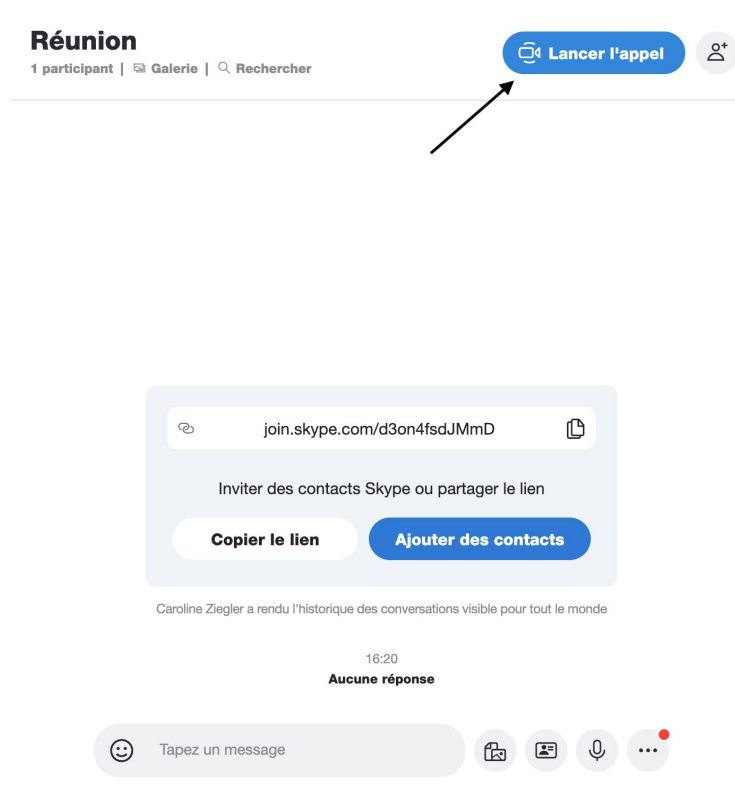 Réunion
Lancer l'appel
1 participant | Galerie | Rechercher
join.skype.com/d3on4fsdJMmD
Inviter des contacts Skype ou partager le lien
Copier le lien
Ajouter des contacts
Caroline Ziegler a rendu l'historique des conversations visible pour tout le monde
16:20
Aucune réponse
Tapez un message